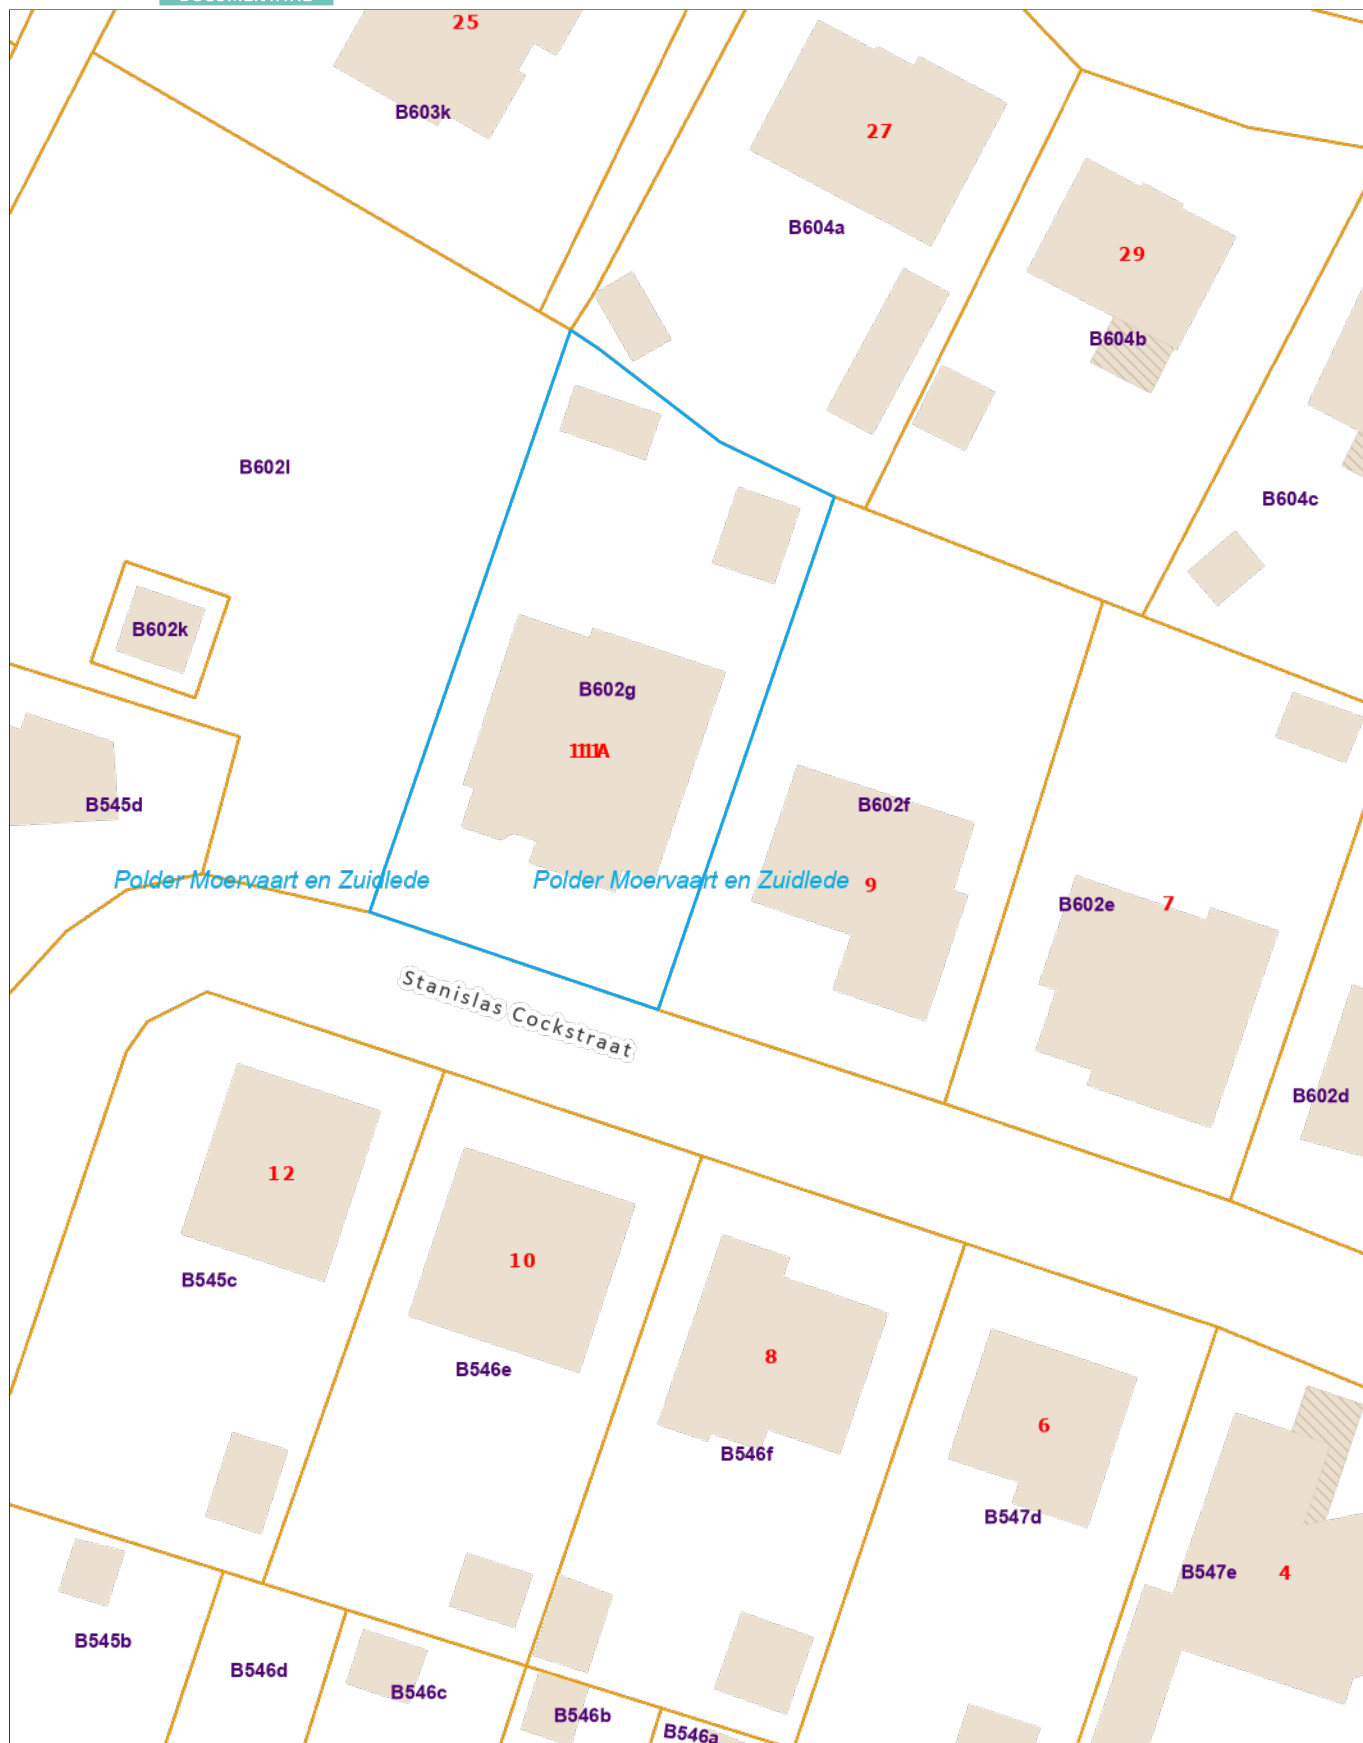 25
B603k
27
B604a
29
B604b
B602l
B604c
B602k
B602g
1111A
B545d
B602f
Polder Moervaart en Zuidlede
Polder Moervaart en Zuidlede
9
B602e
7
Stanislas Cockstraat
B602d
12
10
B545c
8
B546e
6
B546f
B547d
B547e
4
B545b
B546d
B546c
B546b
B546a